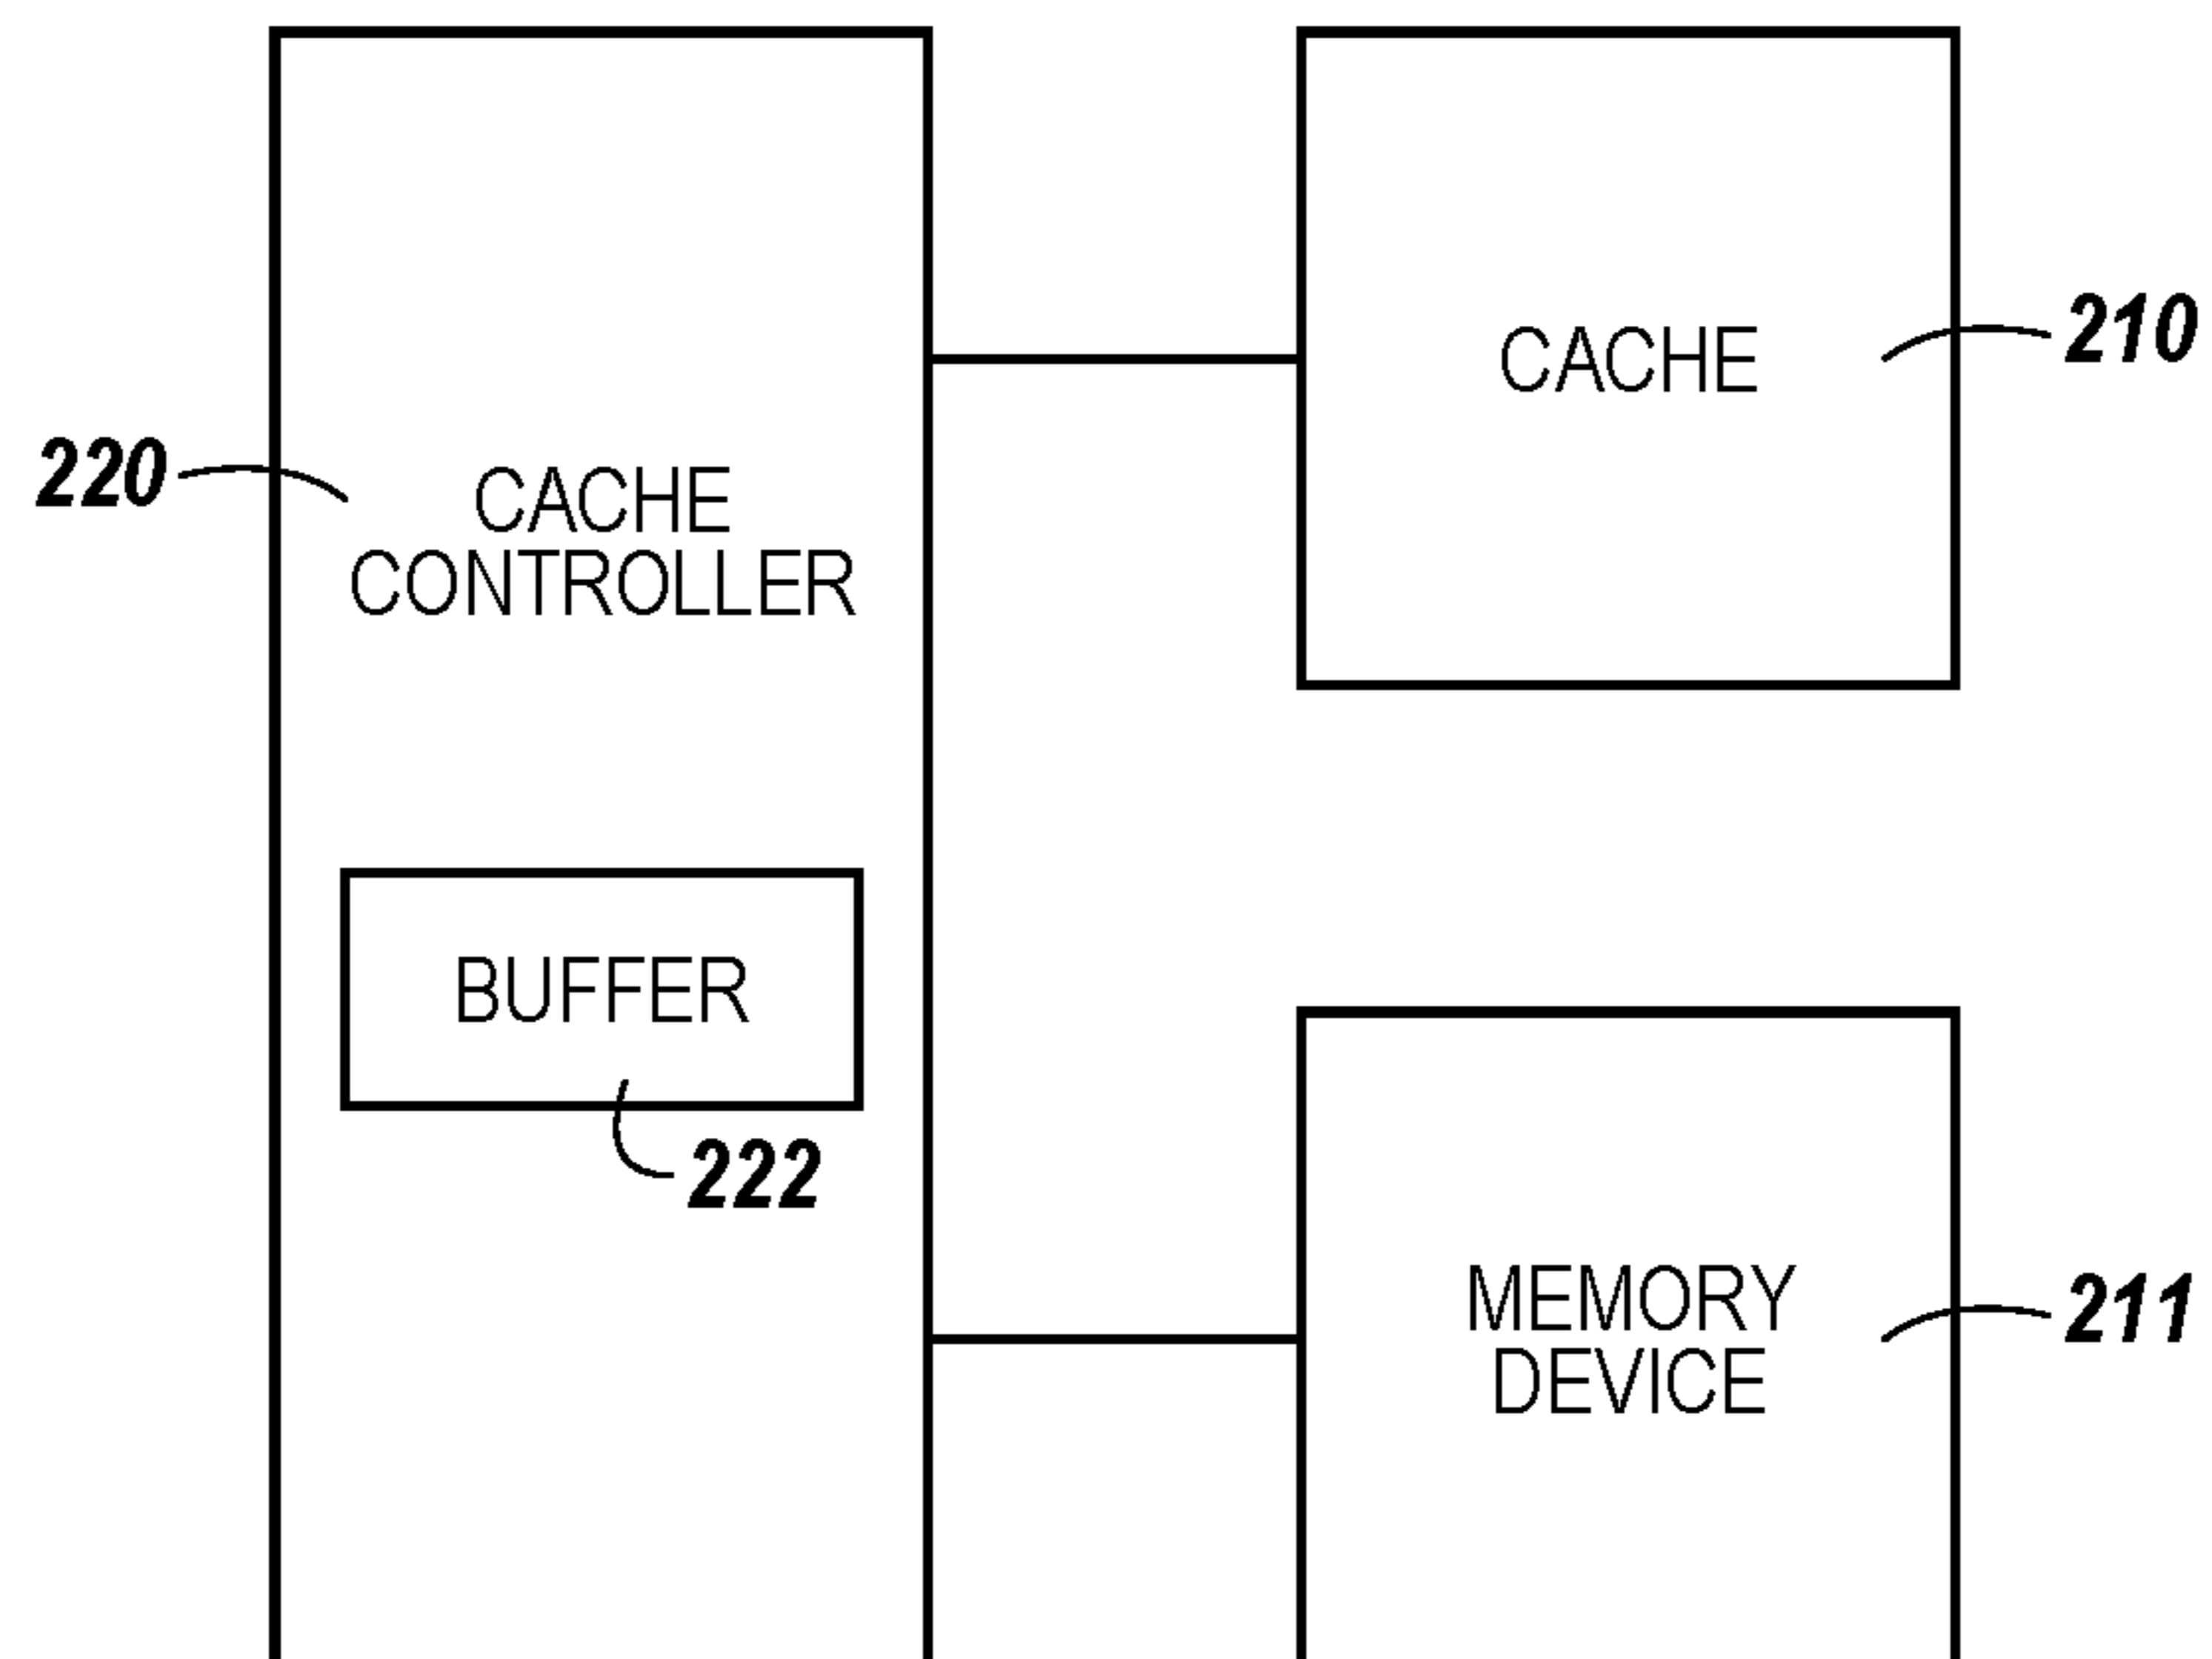 220
CACHE
CONTROLLER
BUFFER
222
CACHE
210
MEMORY
DEVICE
211